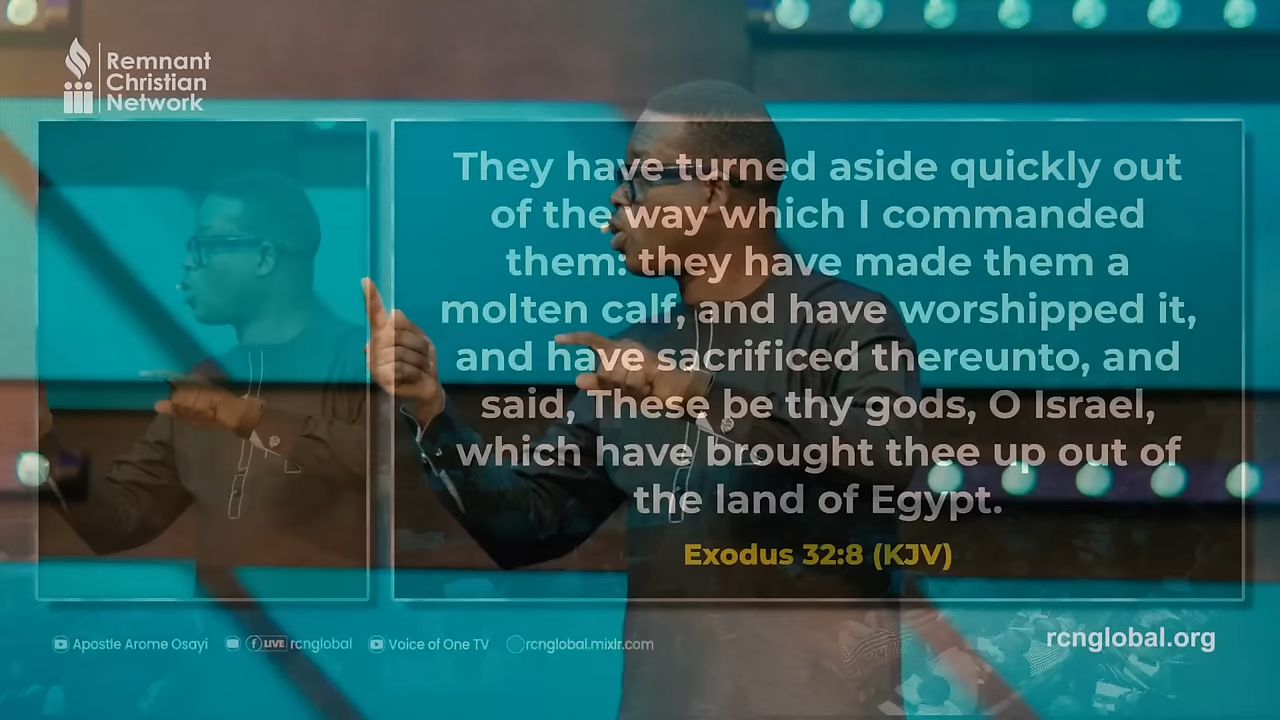 Remnant
Christian
Network
They have turned aside quickly out
of the way which I commanded
them: they have made them a
molten calf, and have worshipped it,
and have sacrificed thereunto, and
said, These be thy gods, O Israel,
which have brought thee up out of
the land of Egypt.
Exodus 32:8 (KJV)
Apostle Arome Osayi
LIVE rcnglobal
Voice of One TV
rcnglobal.mixlr.com
rcnglobal.org